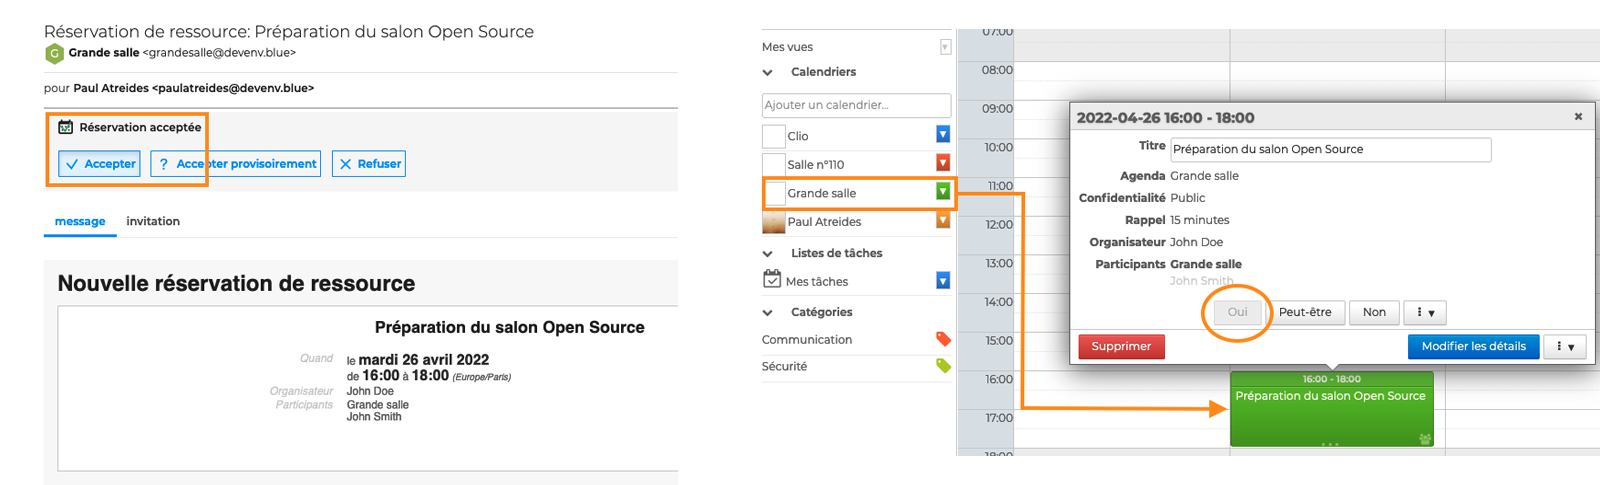 Réservation de ressource: Préparation du salon Open Source
G Grande salle <grandesalle@devenv.blue>
pour Paul Atreides <paulatreides@devenv.blue>
Réservation acceptée
Accepter
? Accepter provisoirement
Refuser
message
invitation
Nouvelle réservation de ressource
Préparation du salon Open Source
Quand le mardi 26 avril 2022
de 16:00 à 18:00 (Europe/Paris)
Organisateur John Doe
Participants Grande salle
John Smith
Mes vues
Calendriers
Ajouter un calendrier...
Clio
Salle n°110
Grande salle
Paul Atreides
Listes de tâches
Mes tâches
Catégories
Communication
Sécurité
07:00
08:00
09:00
10:00
11:00
12:00
13:00
14:00
15:00
16:00
17:00
18:00
2022-04-26 16:00 - 18:00
Titre Préparation du salon Open Source
Agenda Grande salle
Confidentialité Public
Rappel 15 minutes
Organisateur John Doe
Participants Grande salle
John Smith
Oui
Peut-être
Non
Supprimer
Modifier les détails
16:00 - 18:00
Préparation du salon Open Source